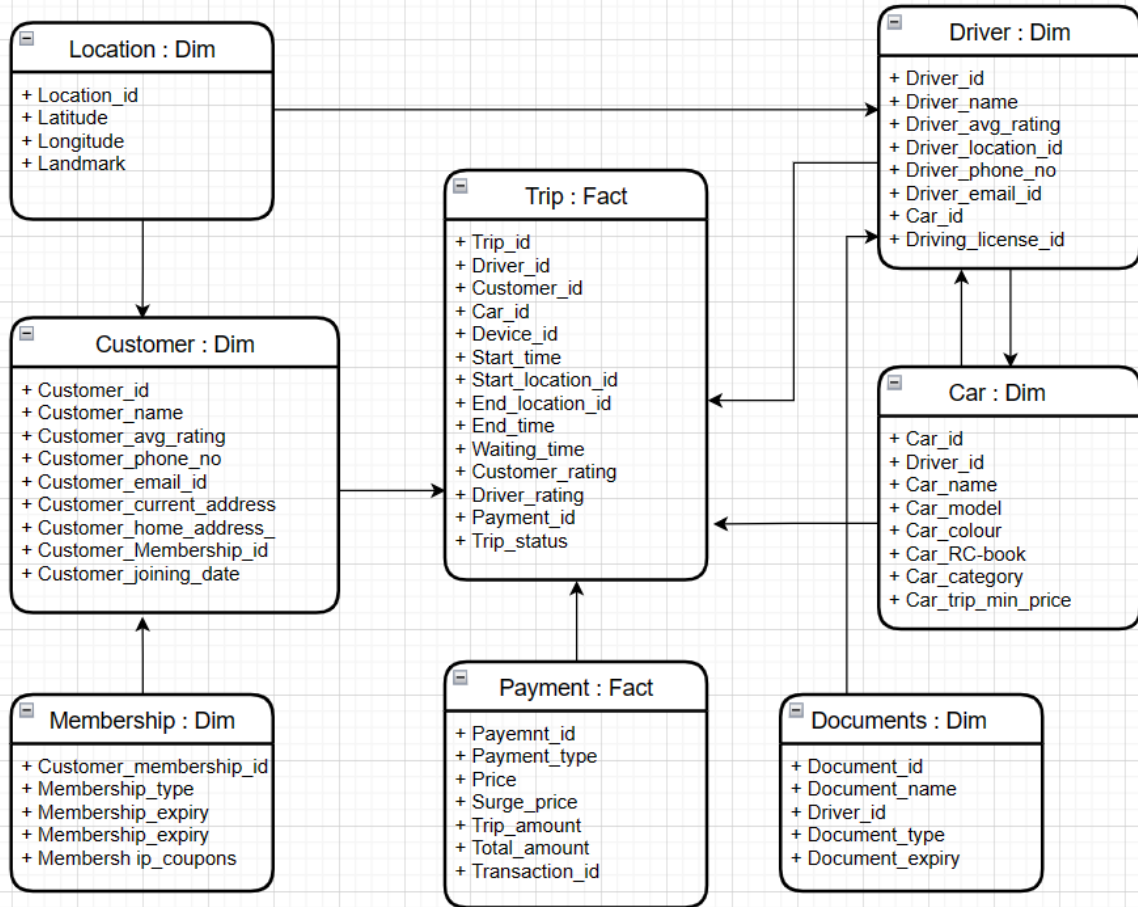 Location : Dim
+ Location_id
+ Latitude
+ Longitude
+ Landmark
Driver : Dim
+ Driver_id
+ Driver_name
+ Driver_avg_rating
+ Driver_location_id
+ Driver_phone_no
+ Driver_email_id
+ Car_id
+ Driving_license_id
Trip : Fact
+ Trip_id
+ Driver_id
+ Customer_id
+ Car_id
+ Device_id
+ Start_time
+ Start_location_id
+ End_location_id
+ End_time
+ Waiting_time
+ Customer_rating
+ Driver_rating
+ Payment_id
+ Trip_status
Customer : Dim
+ Customer_id
+ Customer_name
+ Customer_avg_rating
+ Customer_phone_no
+ Customer_email_id
+ Customer_current_address
+ Customer_home_address_
+ Customer_Membership_id
+ Customer_joining_date
Car : Dim
+ Car_id
+ Driver_id
+ Car_name
+ Car_model
+ Car_colour
+ Car_RC-book
+ Car_category
+ Car_trip_min_price
Membership : Dim
+ Customer_membership_id
+ Membership_type
+ Membership_expiry
+ Membership_expiry
+ Membersh ip_coupons
Payment : Fact
+ Payemnt_id
+ Payment_type
+ Price
+ Surge_price
+ Trip_amount
+ Total_amount
+ Transaction_id
Documents : Dim
+ Document_id
+ Document_name
+ Driver_id
+ Document_type
+ Document_expiry